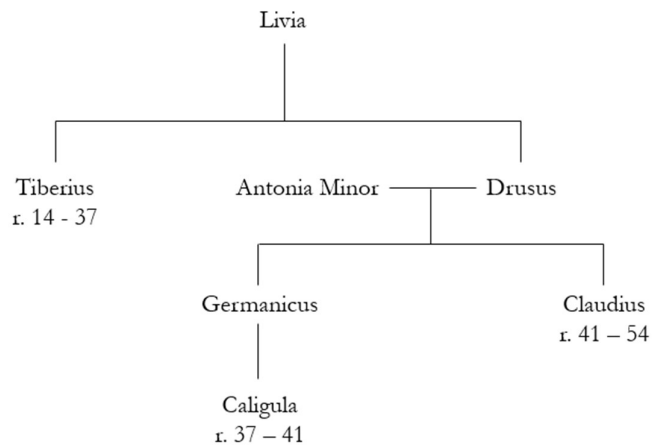 Livia
Tiberius
r. 14 - 37
Antonia Minor
Drusus
Germanicus
Claudius
r. 41 – 54
Caligula
r. 37 – 41